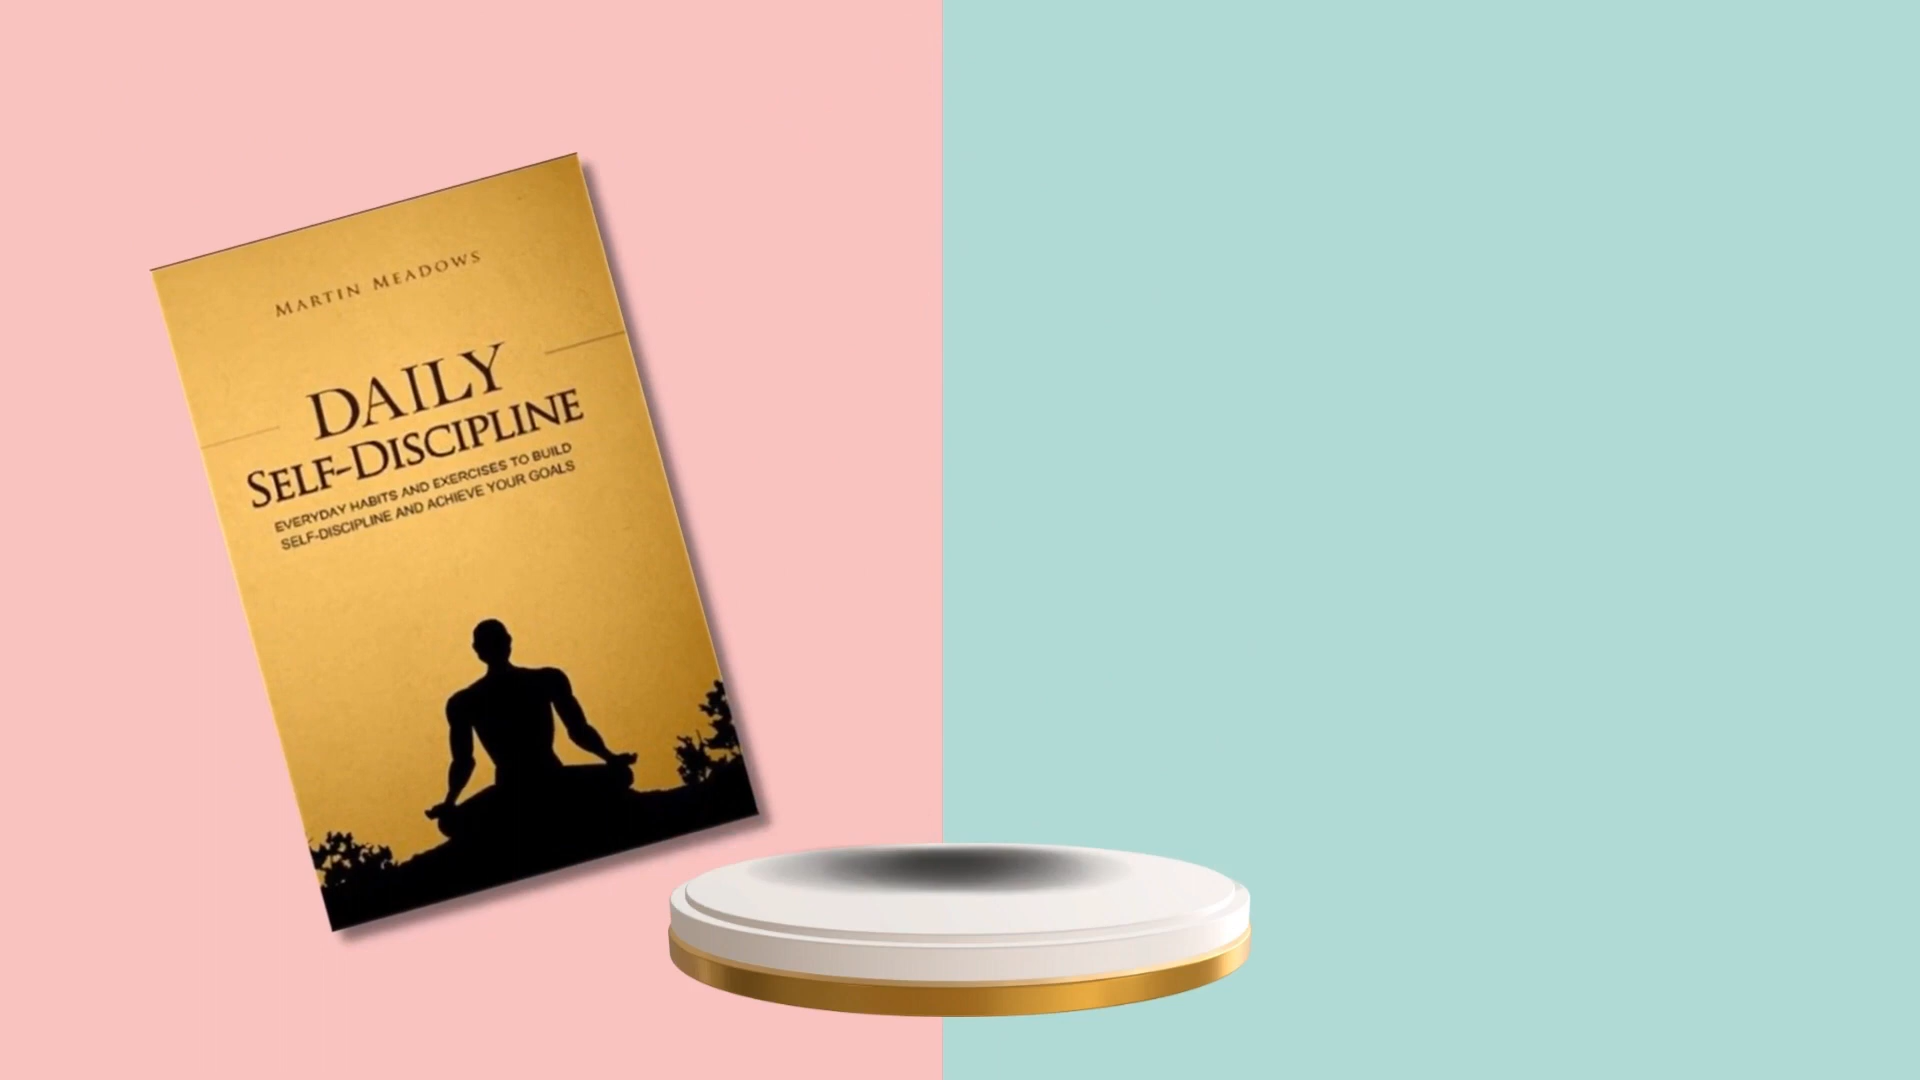 MARTIN MEADOWS
DAILY
SELF-DISCIPLINE
EVERYDAY HABITS AND EXERCISES TO BUILD
SELF-DISCIPLINE AND ACHIEVE YOUR GOALS